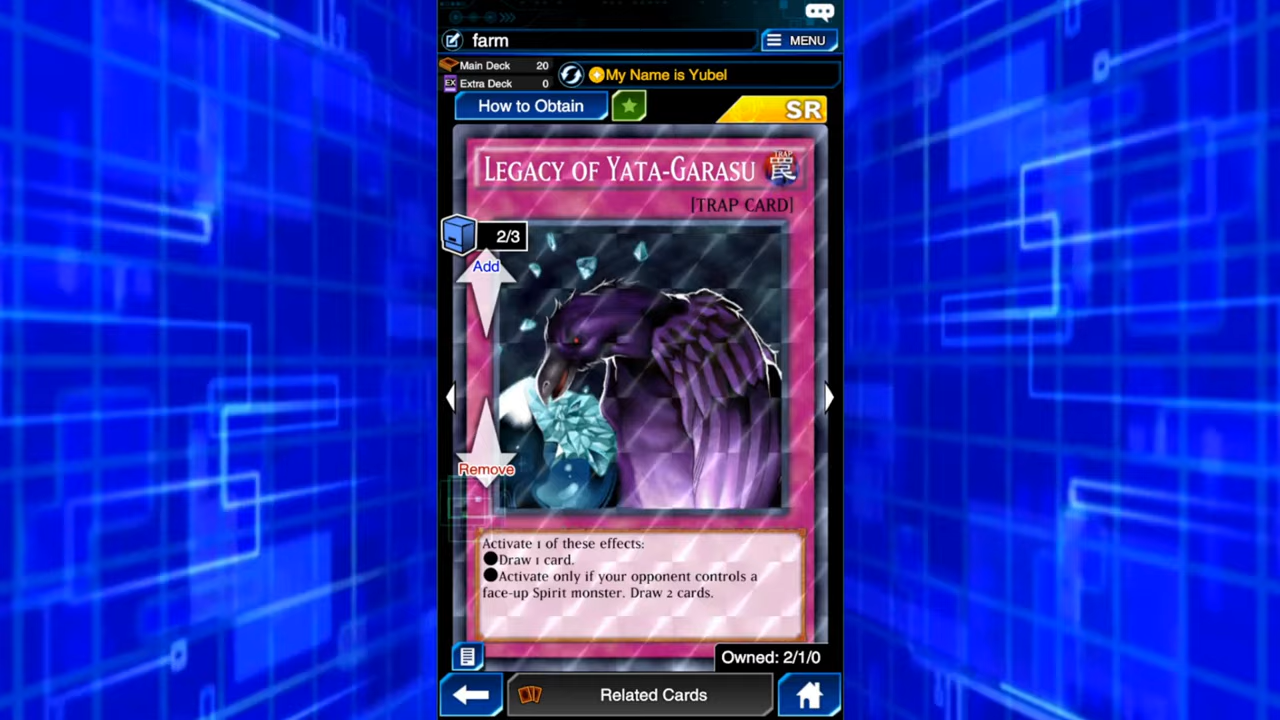 farm
MENU
Main Deck 20
EX Extra Deck 0
My Name is Yubel
How to Obtain
SR
LEGACY OF YATA-GARASU
TRAP
罠
[TRAP CARD]
2/3
Add
Remove
Activate 1 of these effects:
●Draw 1 card.
●Activate only if your opponent controls a
face-up Spirit monster. Draw 2 cards.
Owned: 2/1/0
Related Cards